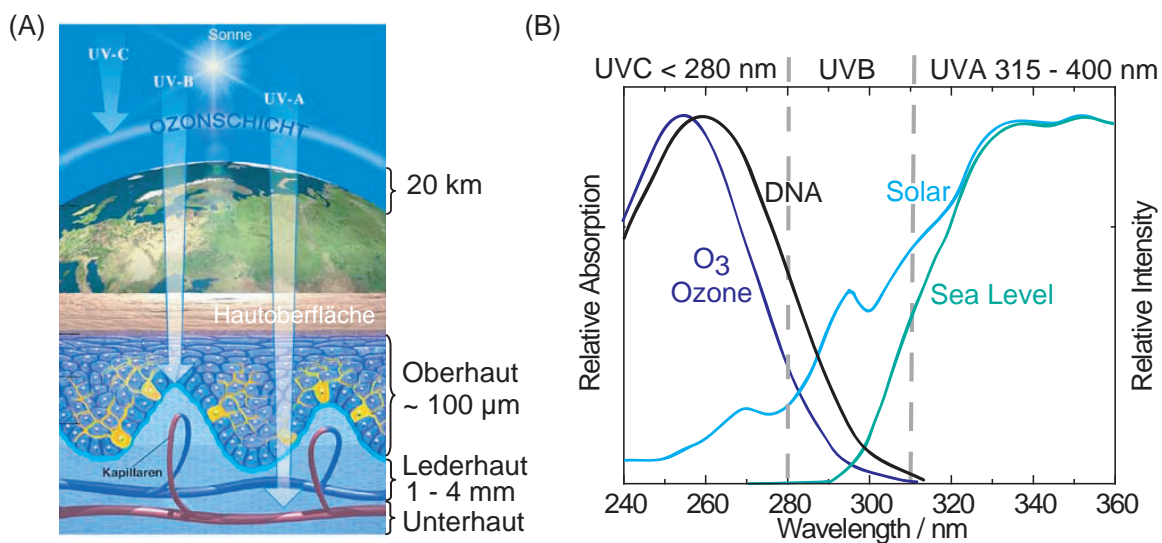 (A)
Sonne
UV-C
UV-B
UV-A
OZONSCHICHT
20 km
Hautoberfläche
Oberhaut
~ 100 µm
Kapillaren
Lederhaut
1 - 4 mm
Unterhaut
(B)
UVC < 280 nm
UVB
UVA 315 - 400 nm
Relative Absorption
DNA
Solar
O3
Ozone
Sea Level
Relative Intensity
240 260 280 300 320 340 360
Wavelength / nm